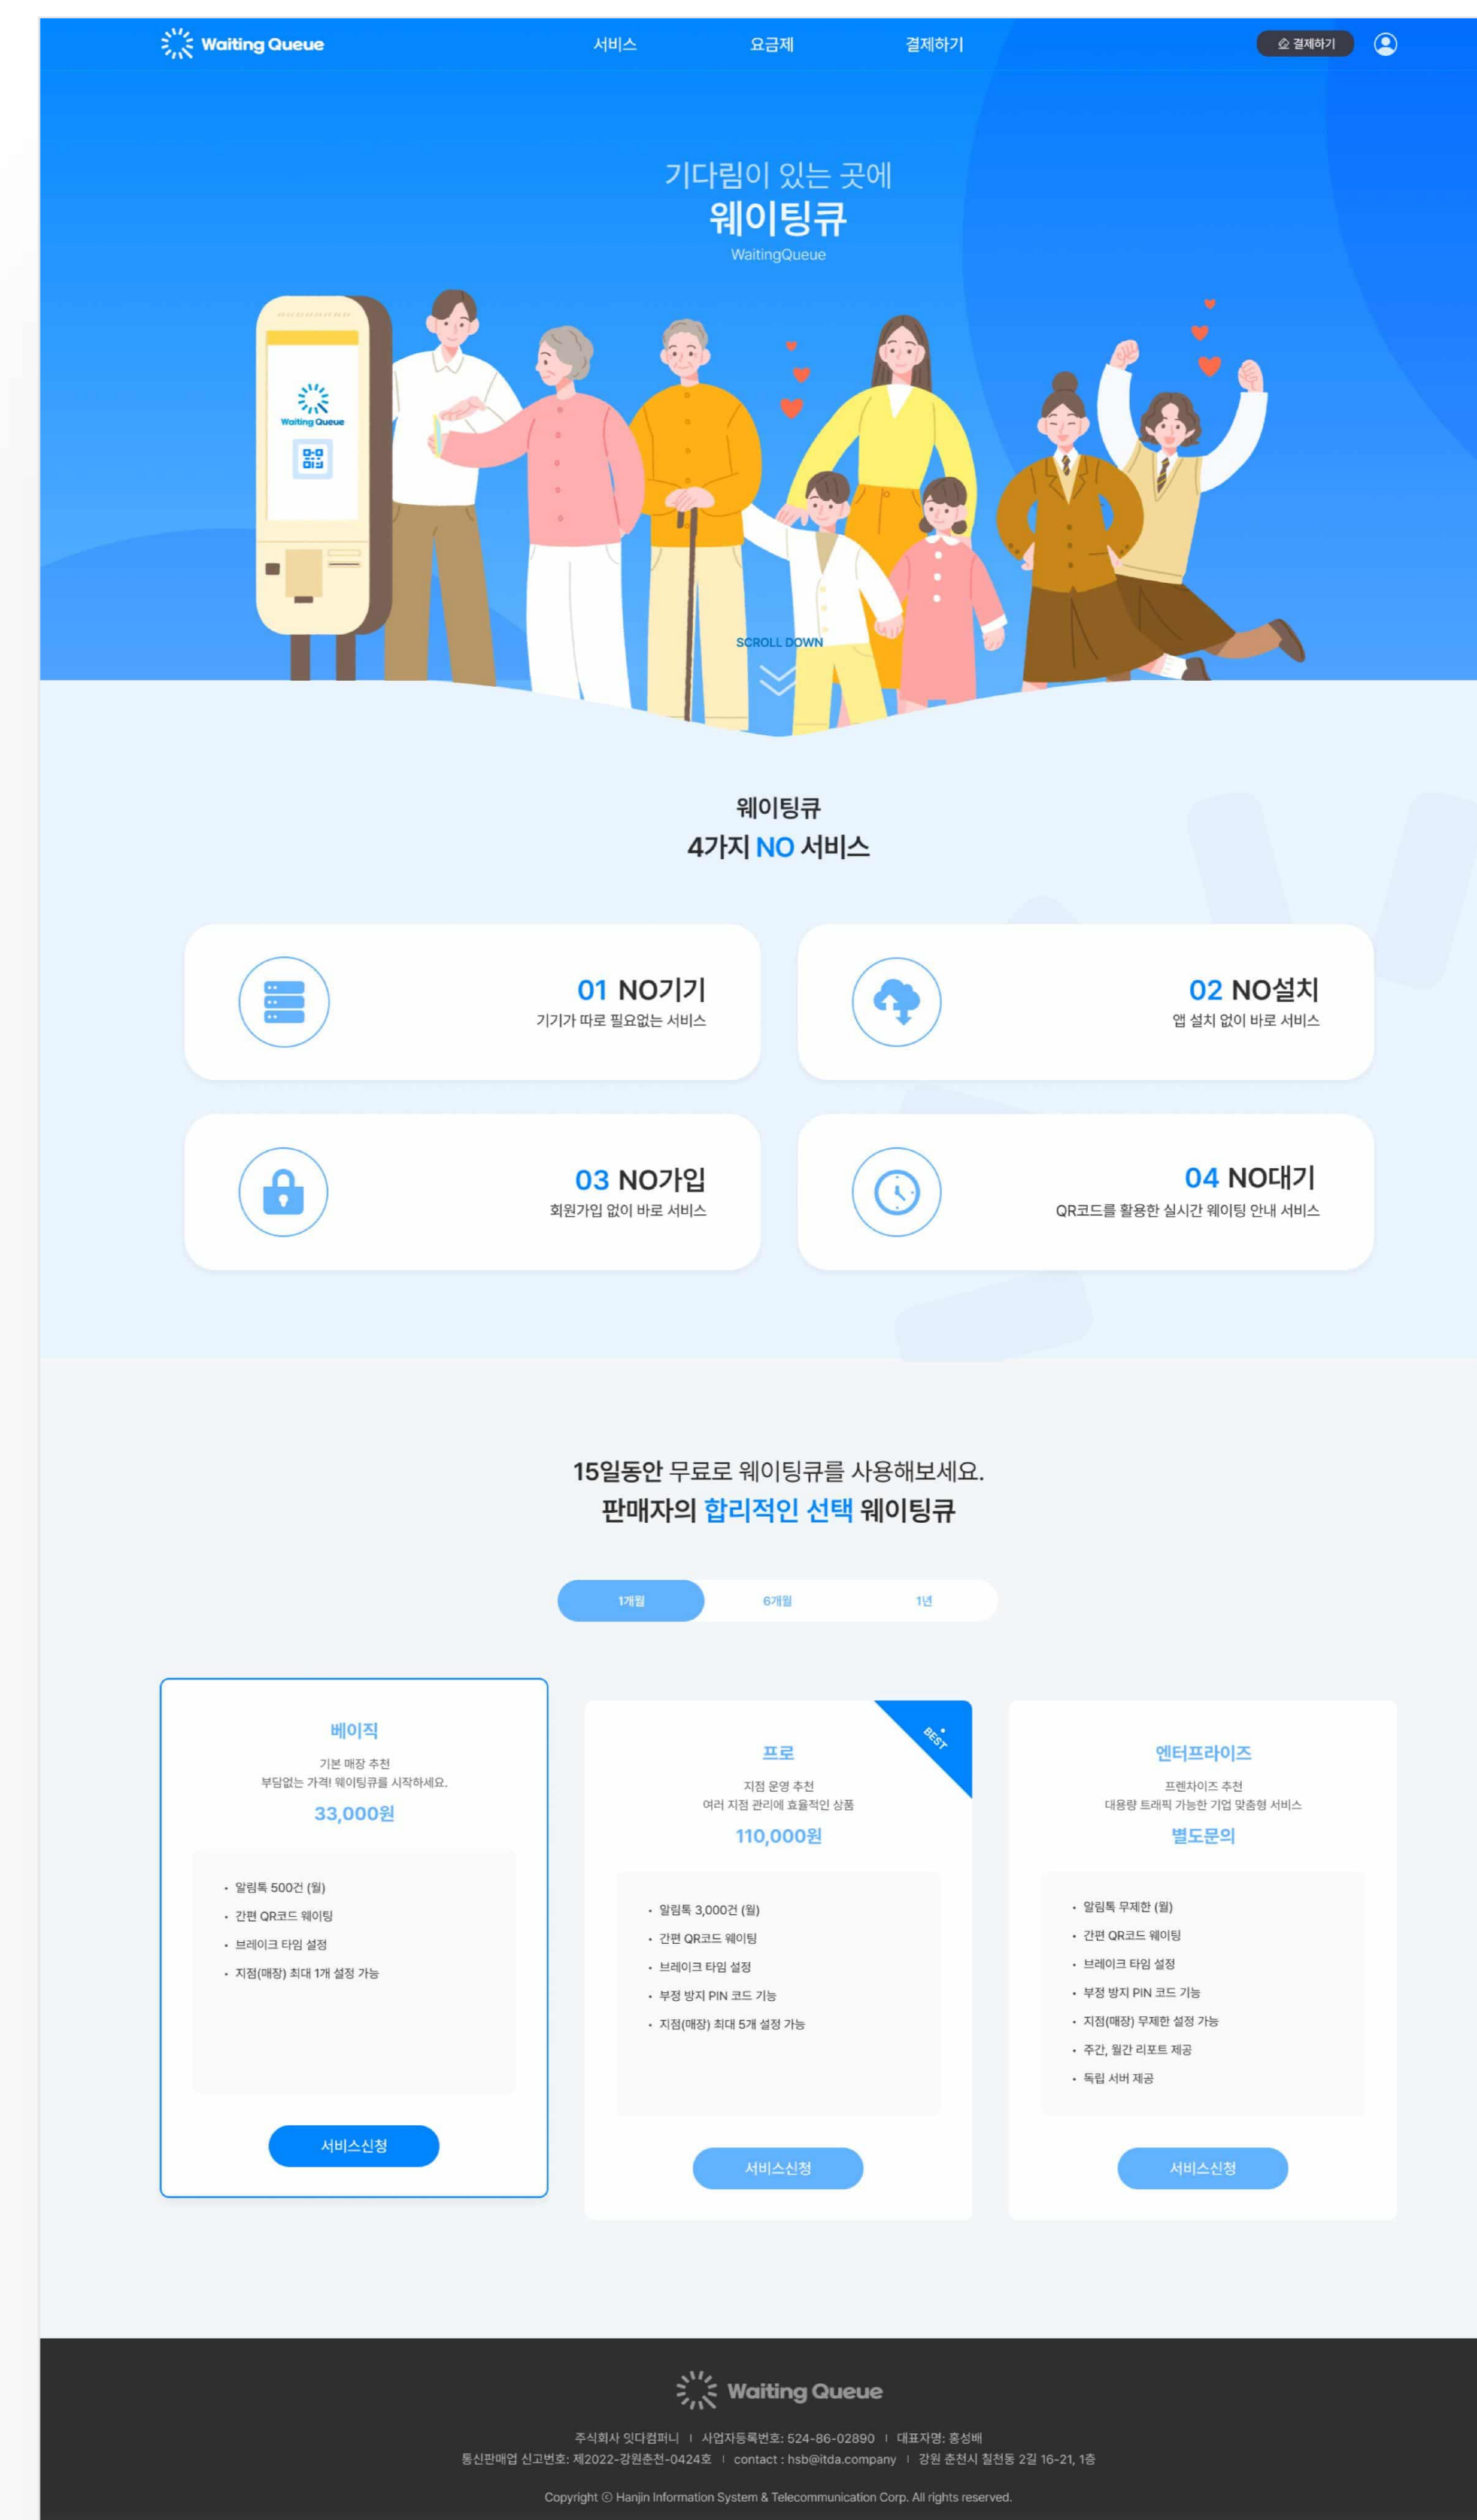 Waiting Queue
서비스
요금제
결제하기
결제하기
기다림이 있는 곳에
웨이팅큐
WaitingQueue
Waiting Queue
SCROLL DOWN
웨이팅큐
4가지 NO 서비스
01 NO기기
기기가 따로 필요없는 서비스
02 NO설치
앱 설치 없이 바로 서비스
03 NO가입
회원가입 없이 바로 서비스
04 NO대기
QR코드를 활용한 실시간 웨이팅 안내 서비스
15일동안 무료로 웨이팅큐를 사용해보세요.
판매자의 합리적인 선택 웨이팅큐
1개월
6개월
1년
베이직
기본 매장 추천
부담없는 가격! 웨이팅큐를 시작하세요.
33,000원
• 알림톡 500건 (월)
• 간편 QR코드 웨이팅
• 브레이크 타임 설정
• 지점(매장) 최대 1개 설정 가능
서비스신청
BEST
프로
지점 운영 추천
여러 지점 관리에 효율적인 상품
110,000원
• 알림톡 3,000건 (월)
• 간편 QR코드 웨이팅
• 브레이크 타임 설정
• 부정 방지 PIN 코드 기능
• 지점(매장) 최대 5개 설정 가능
서비스신청
엔터프라이즈
프렌차이즈 추천
대용량 트래픽 가능한 기업 맞춤형 서비스
별도문의
• 알림톡 무제한 (월)
• 간편 QR코드 웨이팅
• 브레이크 타임 설정
• 부정 방지 PIN 코드 기능
• 지점(매장) 무제한 설정 가능
• 주간, 월간 리포트 제공
• 독립 서버 제공
서비스신청
Waiting Queue
주식회사 잇다컴퍼니 | 사업자등록번호: 524-86-02890 | 대표자명: 홍성배
통신판매업 신고번호: 제2022-강원춘천-0424호 | contact : hsb@itda.company | 강원 춘천시 칠전동 2길 16-21, 1층
Copyright ⓒ Hanjin Information System & Telecommunication Corp. All rights reserved.